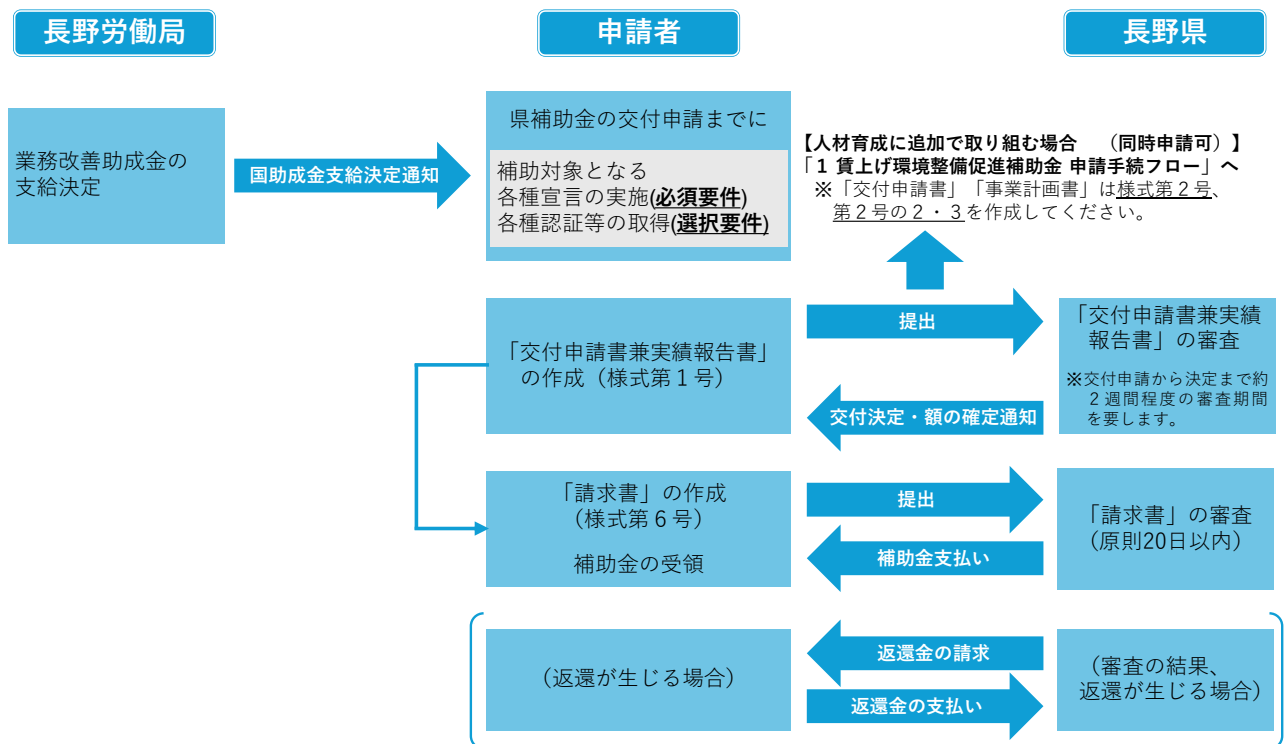 長野労働局
申請者
長野県
業務改善助成金の
支給決定
国助成金支給決定通知
県補助金の交付申請までに
補助対象となる
各種宣言の実施(必須要件)
各種認証等の取得(選択要件)
【人材育成に追加で取り組む場合　（同時申請可）】
「１ 賃上げ環境整備促進補助金 申請手続フロー」へ
※「交付申請書」「事業計画書」は様式第２号、
第２号の２・３を作成してください。
「交付申請書兼実績報告書」
の作成（様式第１号）
提出
「交付申請書兼実績
報告書」の審査
※交付申請から決定まで約
２週間程度の審査期間
を要します。
交付決定・額の確定通知
「請求書」の作成
（様式第６号）
補助金の受領
提出
補助金支払い
「請求書」の審査
（原則20日以内）
（返還が生じる場合）
返還金の請求
返還金の支払い
（審査の結果、
返還が生じる場合）